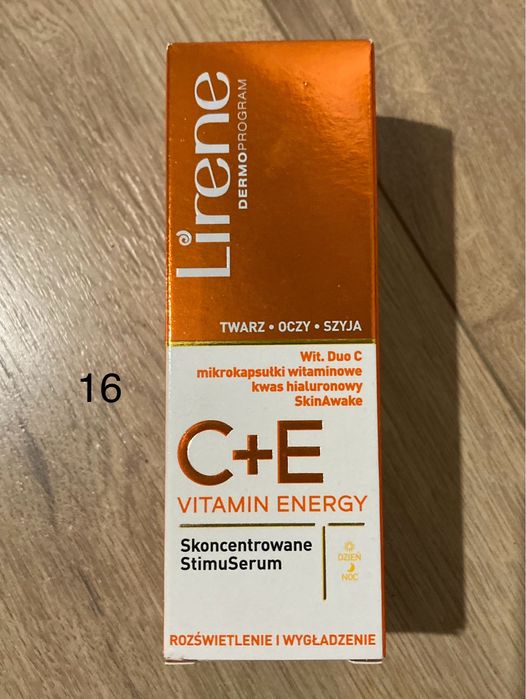 Lirene
DERMOPROGRAM
TWARZ • OCZY • SZYJA
Wit. Duo C
mikrokapsułki witaminowe
kwas hialuronowy
SkinAwake
16
C+E
VITAMIN ENERGY
Skoncentrowane
StimuSerum
DZIEŃ
NOC
ROZŚWIETLENIE I WYGŁADZENIE